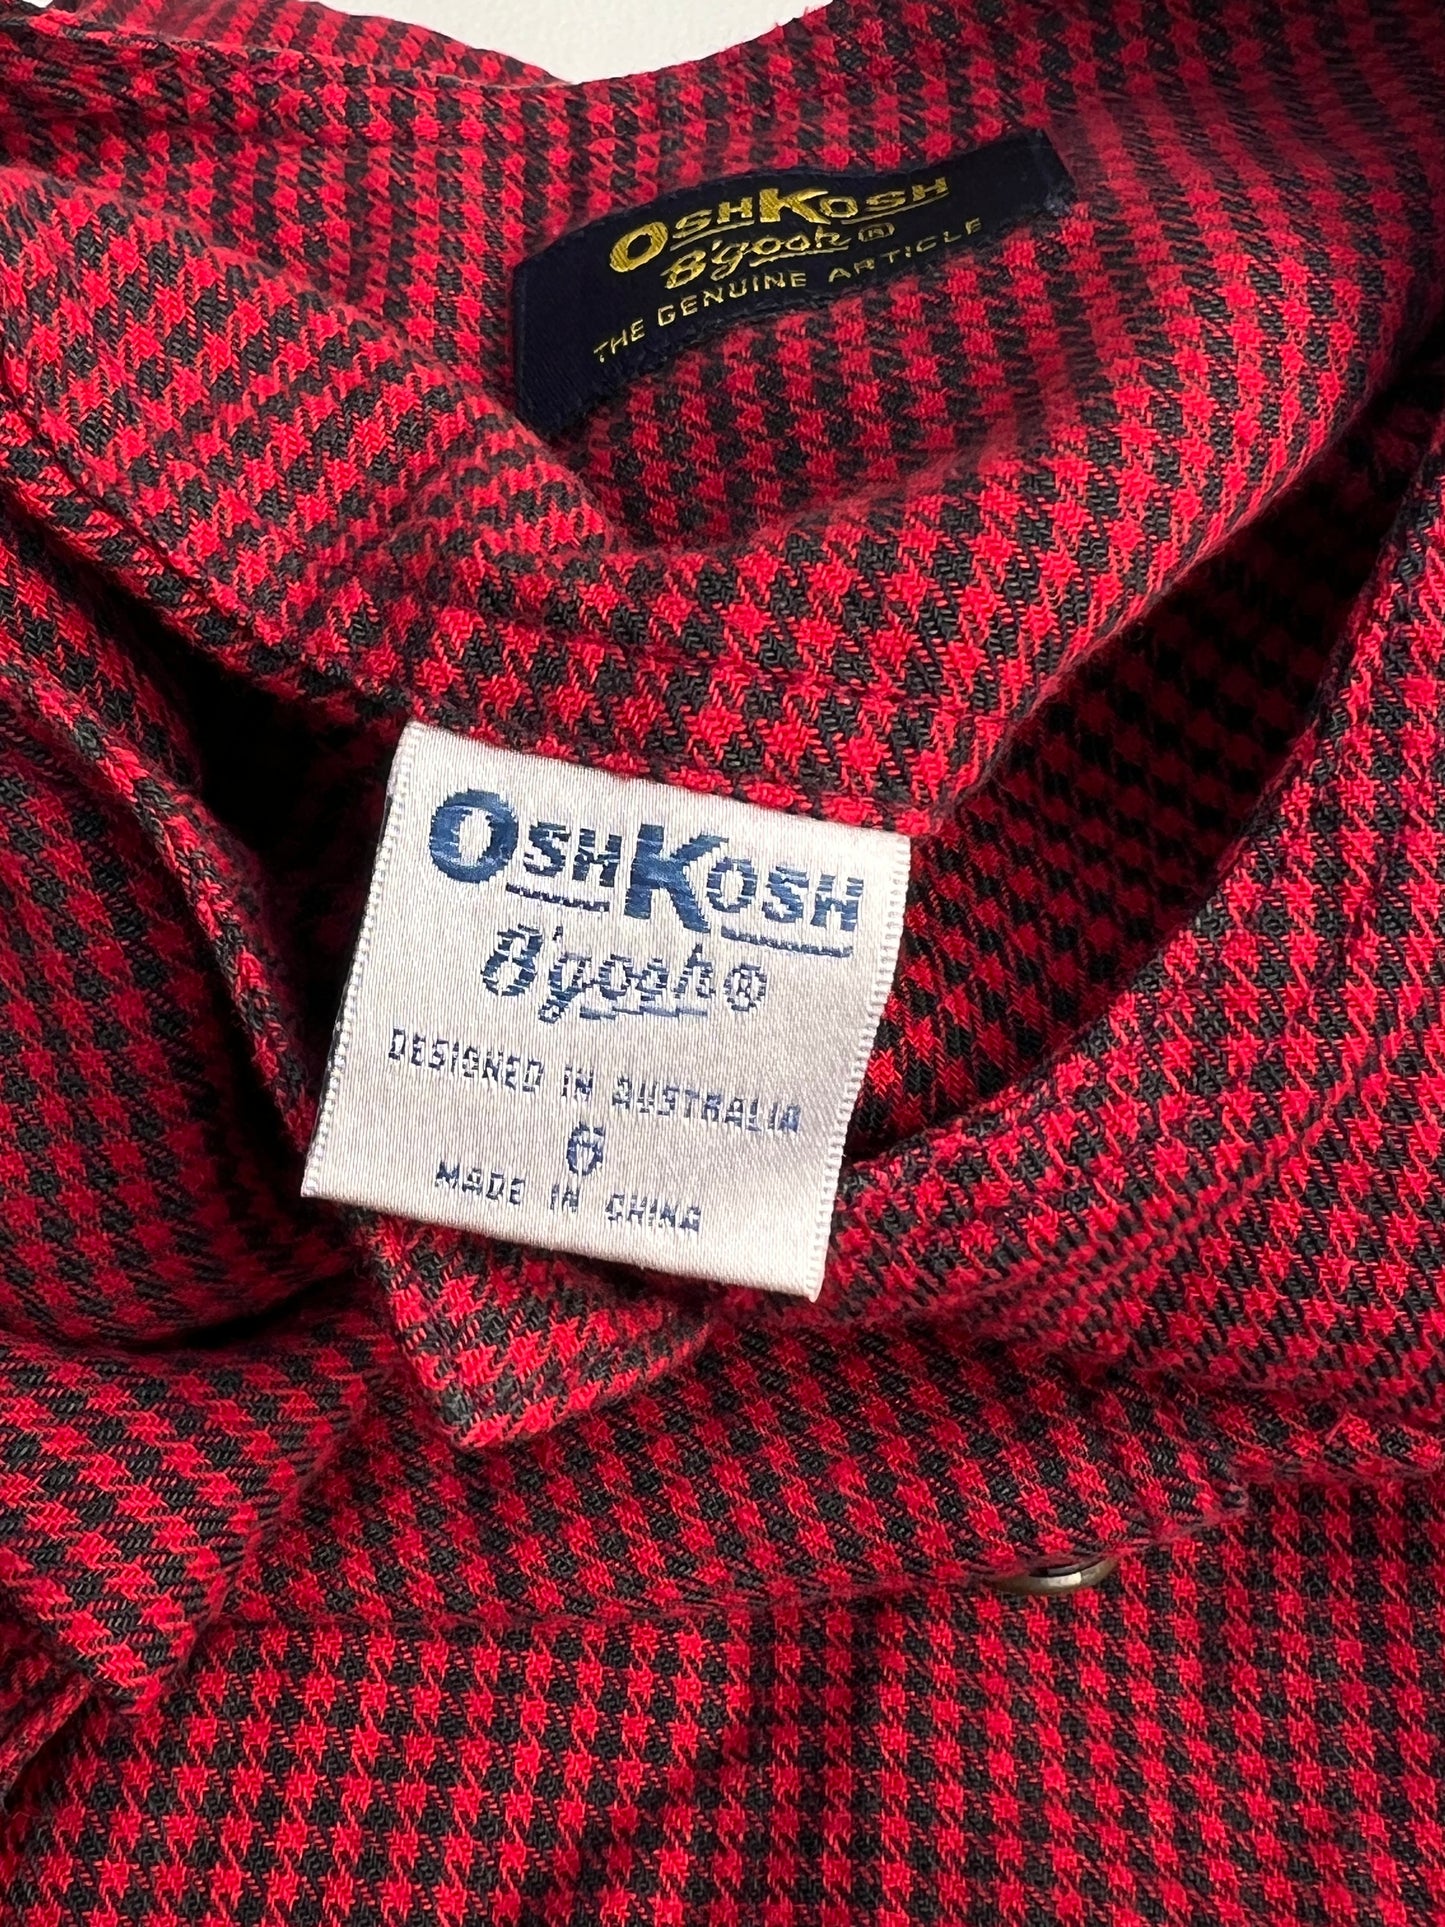 OSHKOSH
B'gosh®
THE GENUINE ARTICLE
OSHKOSH
B'gosh®
DESIGNED IN AUSTRALIA
6
MADE IN CHINA